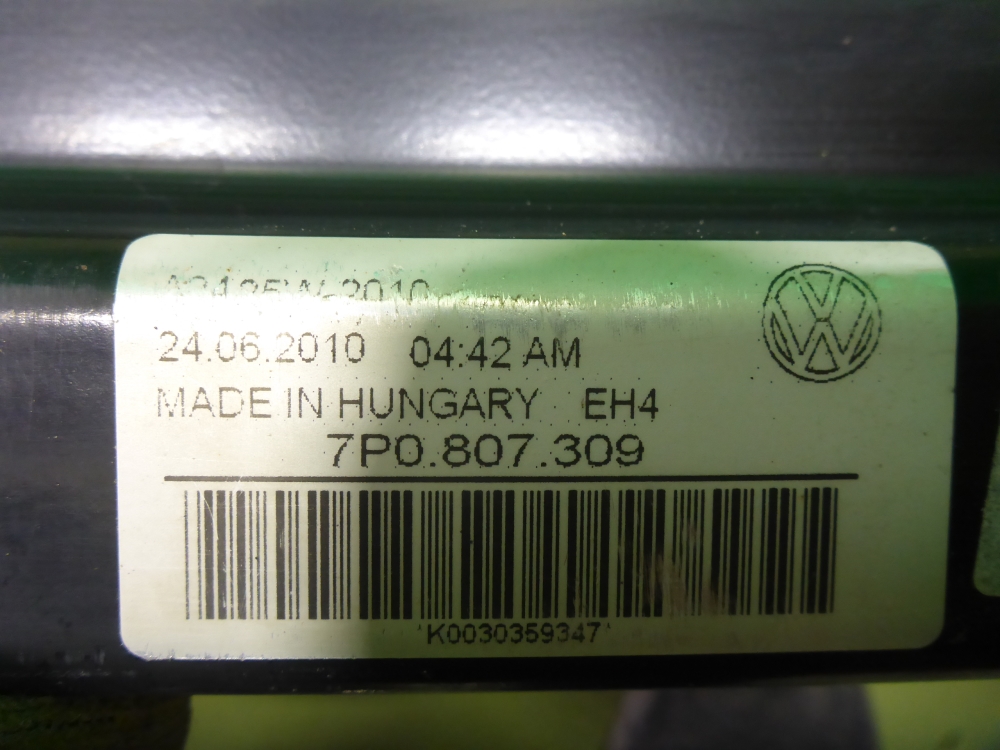 24.06.2010 04:42 AM
MADE IN HUNGARY EH4
7P0.807.309
*K0030359347*